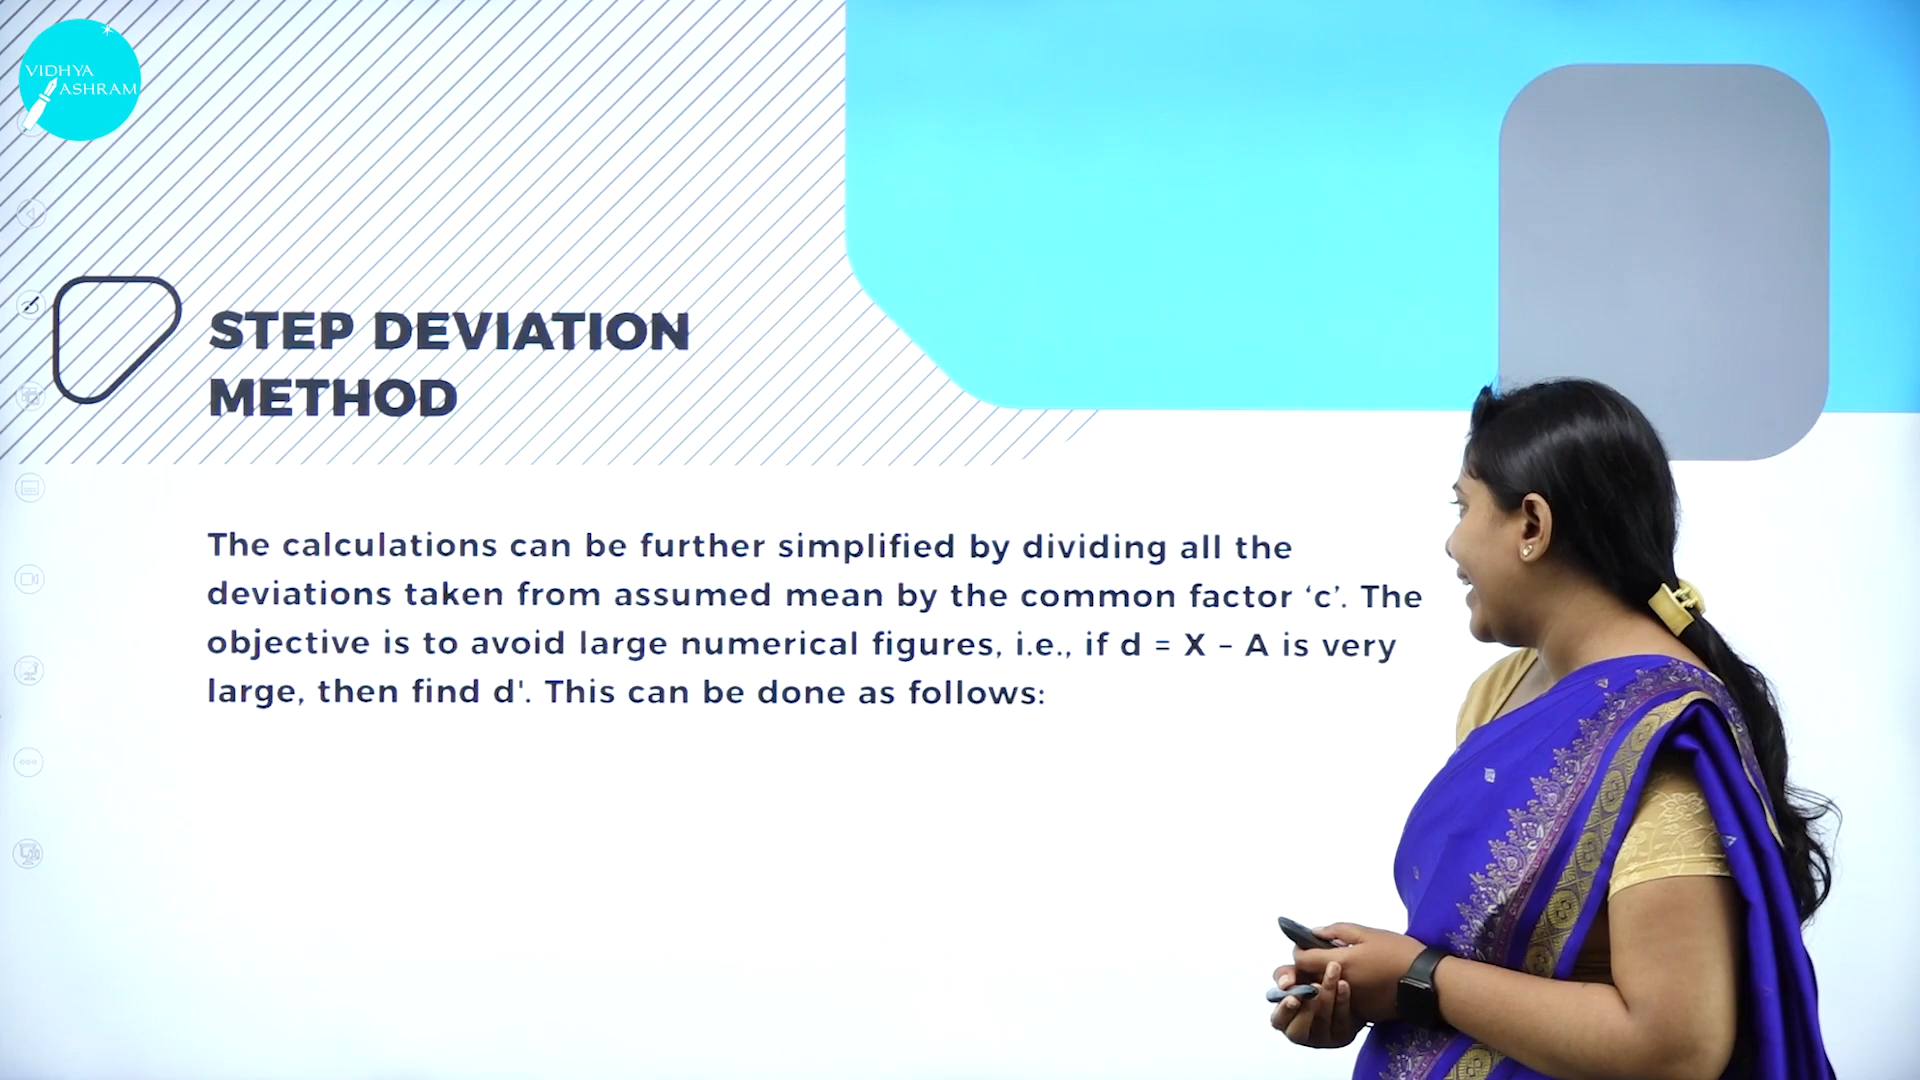 VIDHYA
ASHRAM
STEP DEVIATION
METHOD
The calculations can be further simplified by dividing all the
deviations taken from assumed mean by the common factor ‘c’. The
objective is to avoid large numerical figures, i.e., if d = X – A is very
large, then find d'. This can be done as follows: